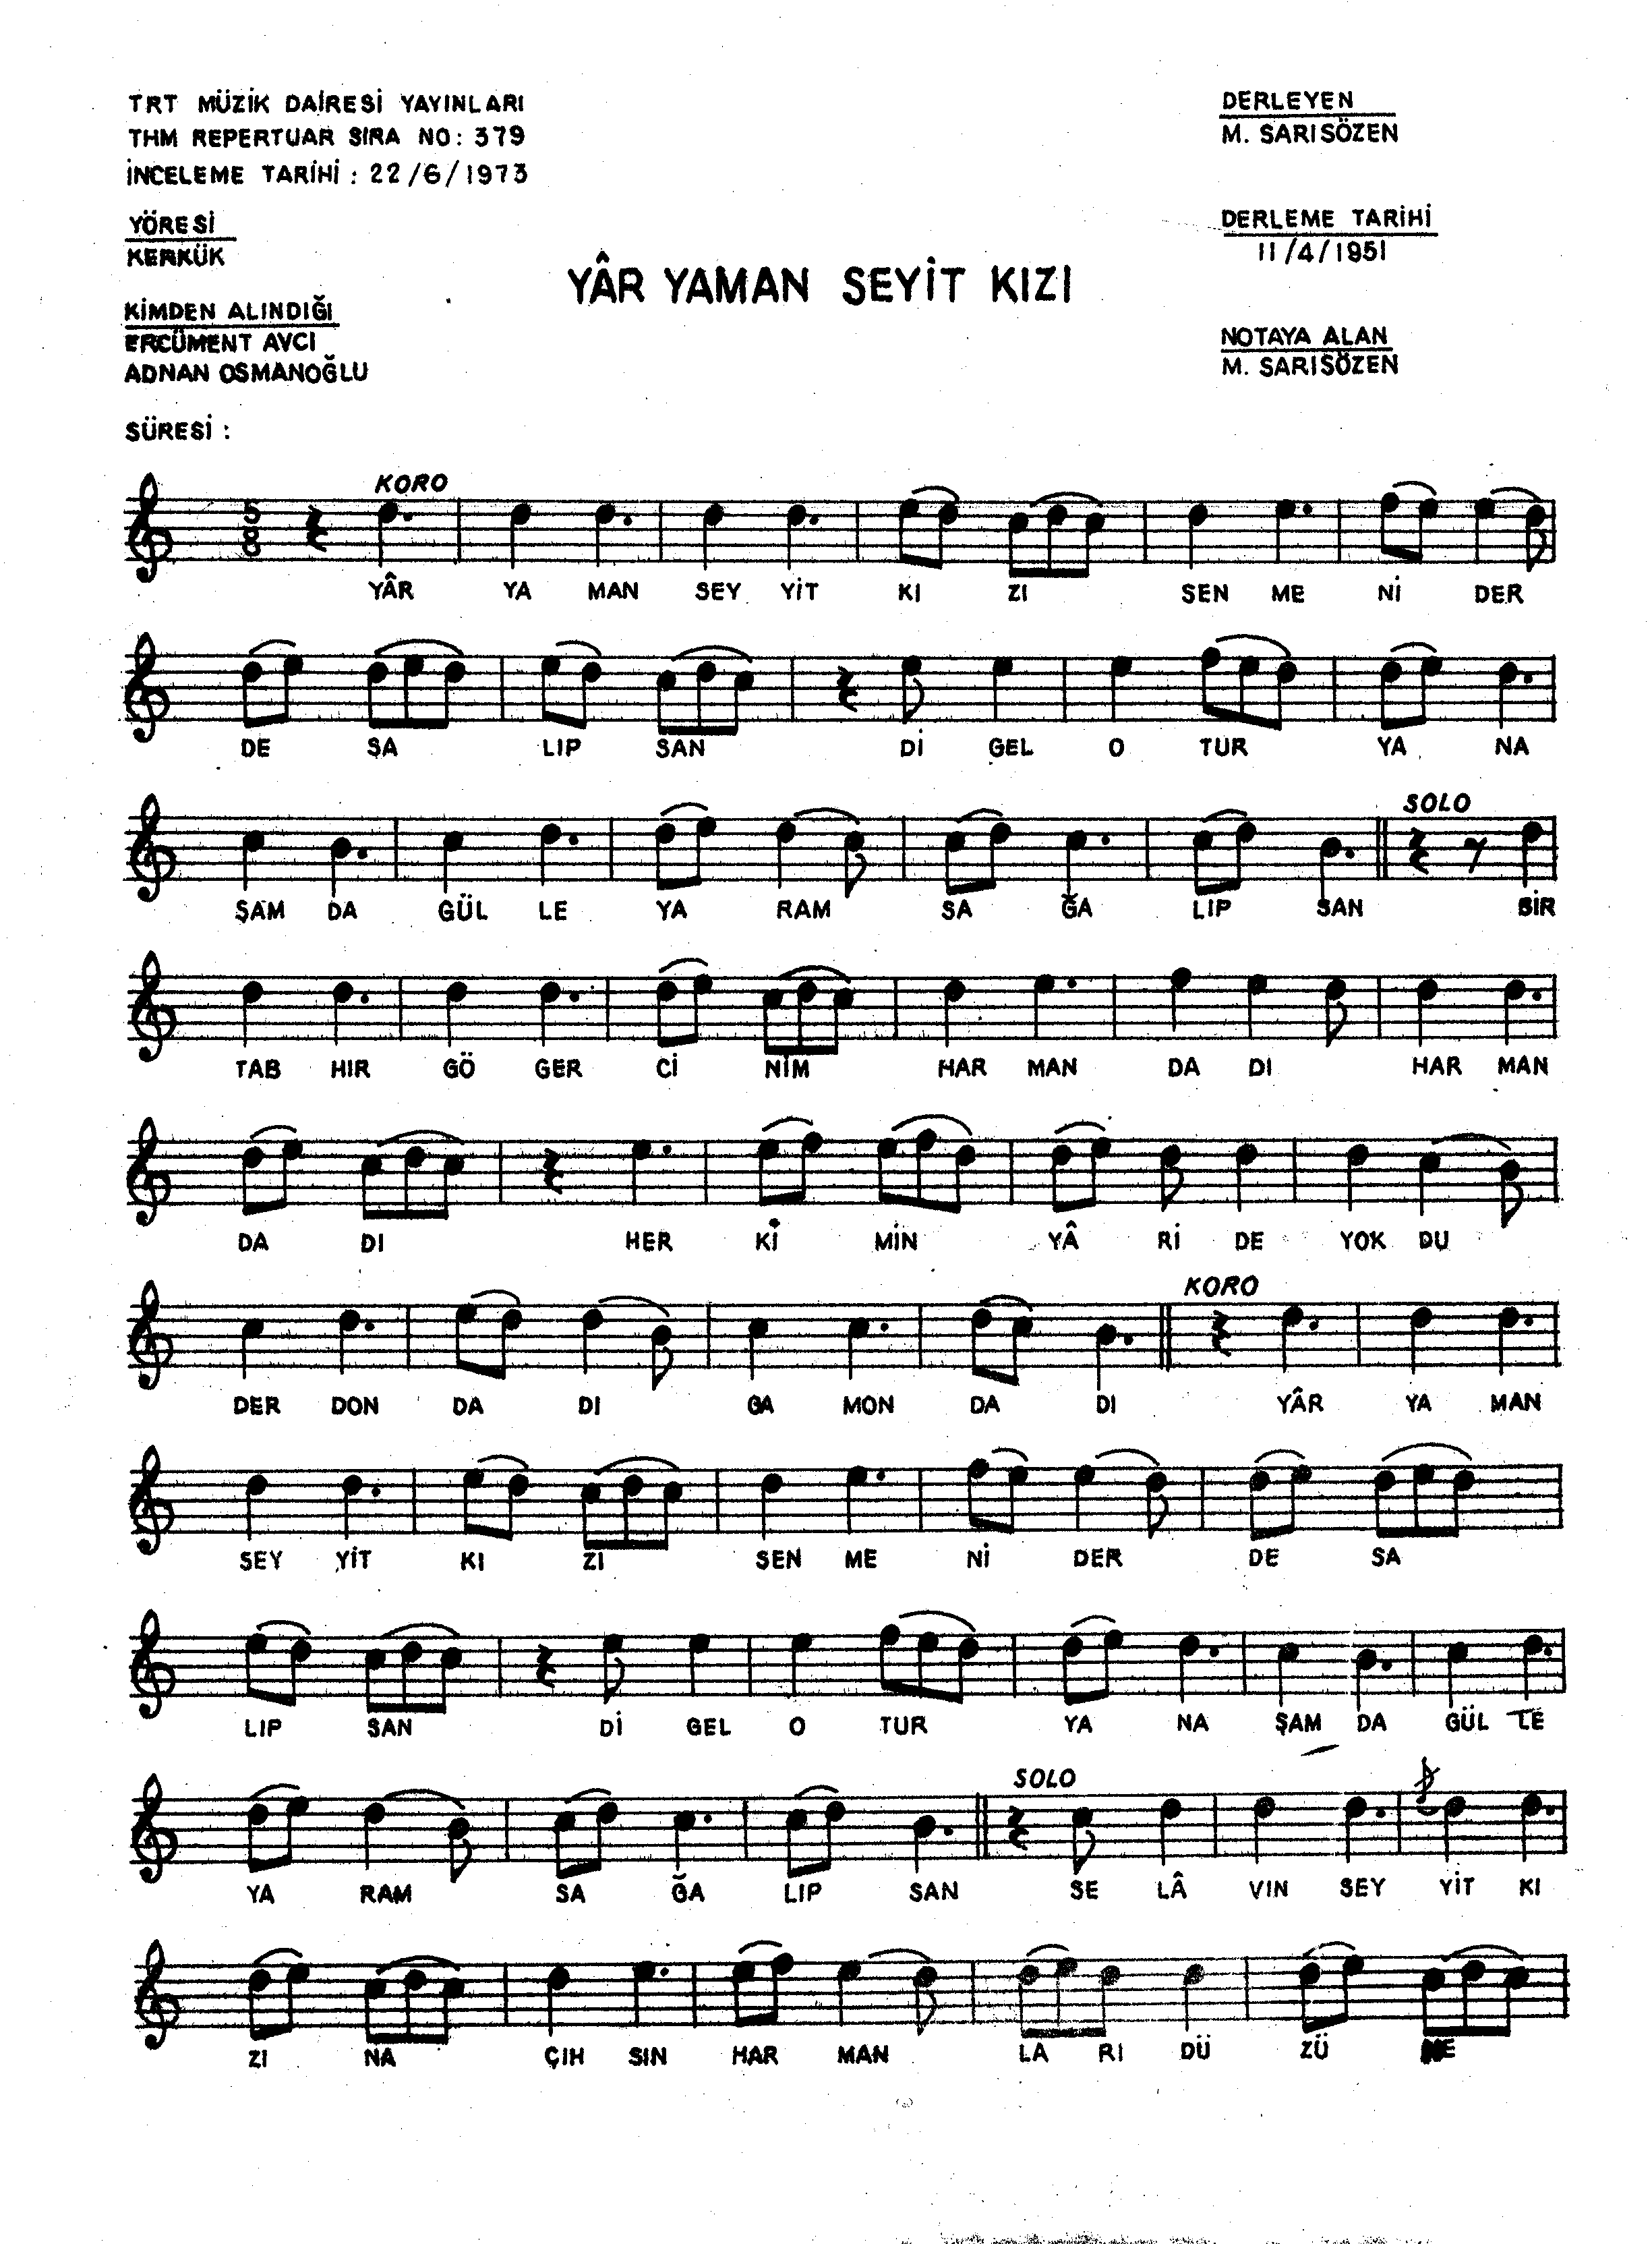 TRT MÜZİK DAİRESİ YAYINLARI
THM REPERTUAR SIRA NO: 379
İNCELEME TARİHİ : 22/6/1973
DERLEYEN
M. SARISÖZEN
YÖRESİ
KERKÜK
DERLEME TARİHİ
11/4/1951
YÂR YAMAN SEYİT KIZI
KİMDEN ALINDIĞI
ERCÜMENT AVCI
ADNAN OSMANOĞLU
NOTAYA ALAN
M. SARISÖZEN
SÜRESİ :
KORO
5
8
YÂR YA MAN SEY YİT KI ZI SEN ME Nİ DER
DE SA LIP SAN Dİ GEL O TUR YA NA
SOLO
ŞAM DA GÜL LE YA RAM SA ĞA LIP SAN BİR
TAB HIR GÖ GER Cİ NİM HAR MAN DA DI HAR MAN
DA DI HER Kİ MİN YÂ Rİ DE YOK DU
KORO
DER DON DA DI GA MON DA DI YÂR YA MAN
SEY YİT KI ZI SEN ME Nİ DER DE SA
LIP SAN Dİ GEL O TUR YA NA ŞAM DA GÜL LE
SOLO
YA RAM SA ĞA LIP SAN SE LÂ VIN SEY YİT KI
ZI NA ÇIH SIN HAR MAN LA RI DÜ ZÜ NE